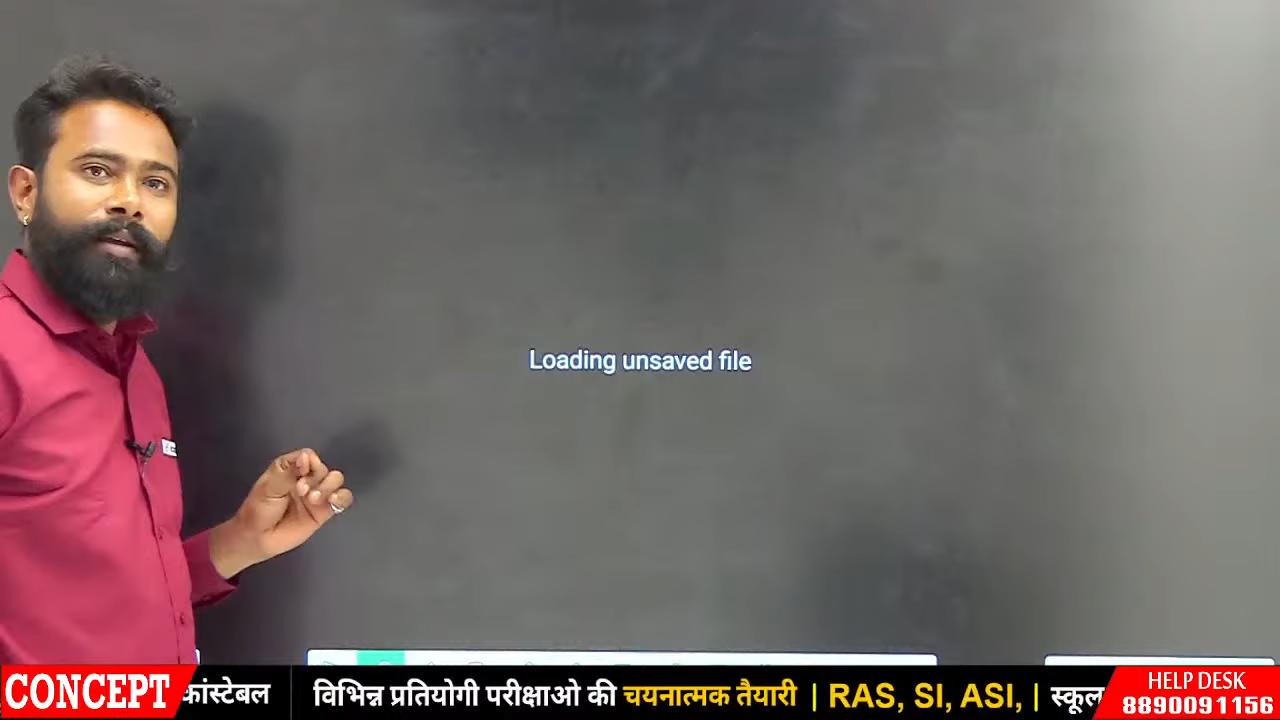 Loading unsaved file
CONCEPT
कांस्टेबल
विभिन्न प्रतियोगी परीक्षाओ की चयनात्मक तैयारी | RAS, SI, ASI, | स्कूल
HELP DESK
8890091156